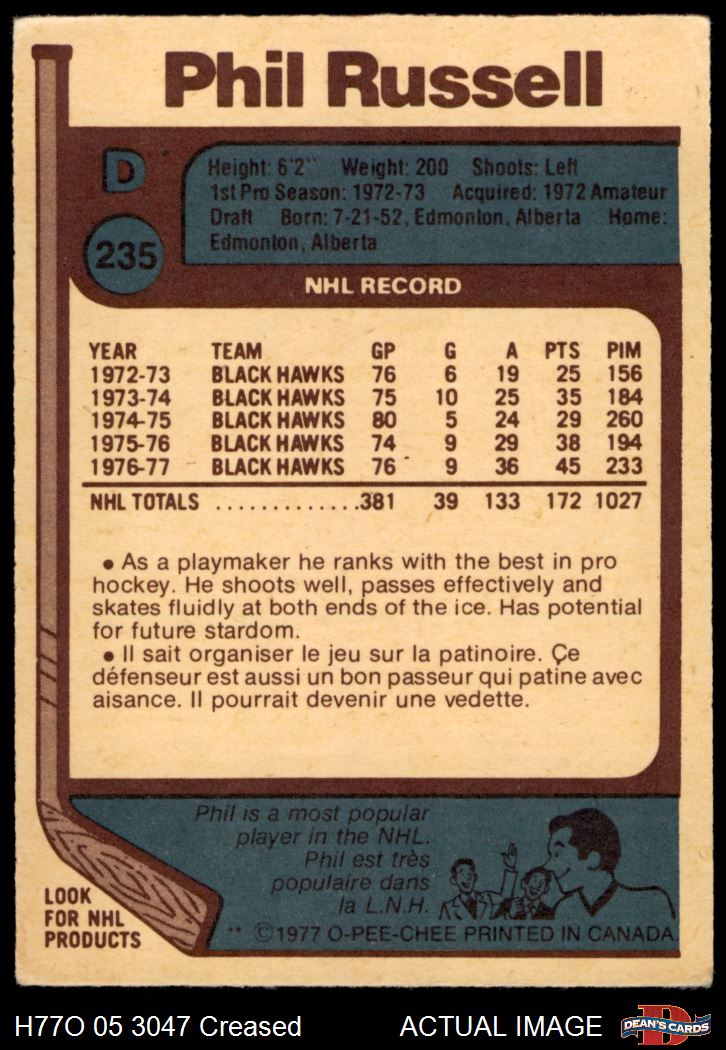 Phil Russell
D
Height: 6'2" Weight: 200 Shoots: Left
1st Pro Season: 1972-73 Acquired: 1972 Amateur
Draft Born: 7-21-52, Edmonton, Alberta Home:
Edmonton, Alberta
235
NHL RECORD
YEAR TEAM GP G A PTS PIM
1972-73 BLACK HAWKS 76 6 19 25 156
1973-74 BLACK HAWKS 75 10 25 35 184
1974-75 BLACK HAWKS 80 5 24 29 260
1975-76 BLACK HAWKS 74 9 29 38 194
1976-77 BLACK HAWKS 76 9 36 45 233
NHL TOTALS .............381 39 133 172 1027
• As a playmaker he ranks with the best in pro
hockey. He shoots well, passes effectively and
skates fluidly at both ends of the ice. Has potential
for future stardom.
• Il sait organiser le jeu sur la patinoire. Çe
défenseur est aussi un bon passeur qui patine avec
aisance. Il pourrait devenir une vedette.
Phil is a most popular
player in the NHL.
Phil est très
populaire dans
la L.N.H.
LOOK
FOR NHL
PRODUCTS
** ©1977 O-PEE-CHEE PRINTED IN CANADA.
H77O 05 3047 Creased ACTUAL IMAGE
D
DEAN'S CARDS